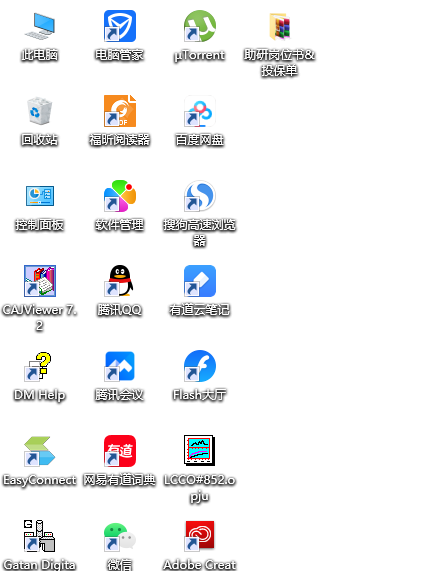 此电脑
电脑管家
µTorrent
助研岗位书&
投保单
回收站
福昕阅读器
百度网盘
控制面板
软件管理
搜狗高速浏览
器
CAJViewer 7.
2
腾讯QQ
有道云笔记
DM Help
腾讯会议
Flash大厅
EasyConnect
有道
网易有道词典
LCCO#852.o
pju
Gatan Digita
微信
Adobe Creat